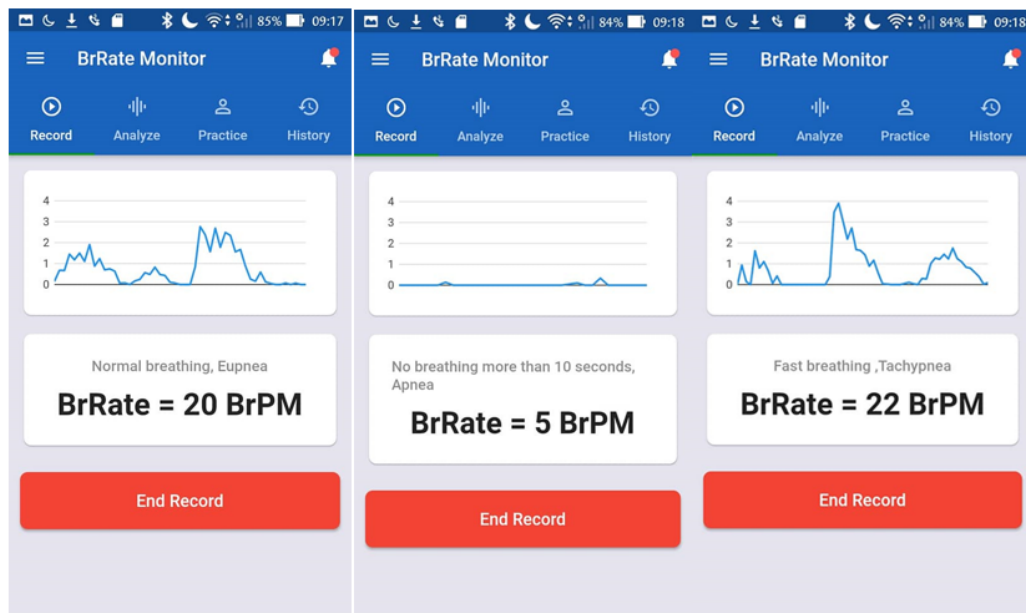 85% 09:17
BrRate Monitor
Record Analyze Practice History
4
3
2
1
0
Normal breathing, Eupnea
BrRate = 20 BrPM
End Record
84% 09:18
BrRate Monitor
Record Analyze Practice History
4
3
2
1
0
No breathing more than 10 seconds,
Apnea
BrRate = 5 BrPM
End Record
84% 09:18
BrRate Monitor
Record Analyze Practice History
4
3
2
1
0
Fast breathing ,Tachypnea
BrRate = 22 BrPM
End Record